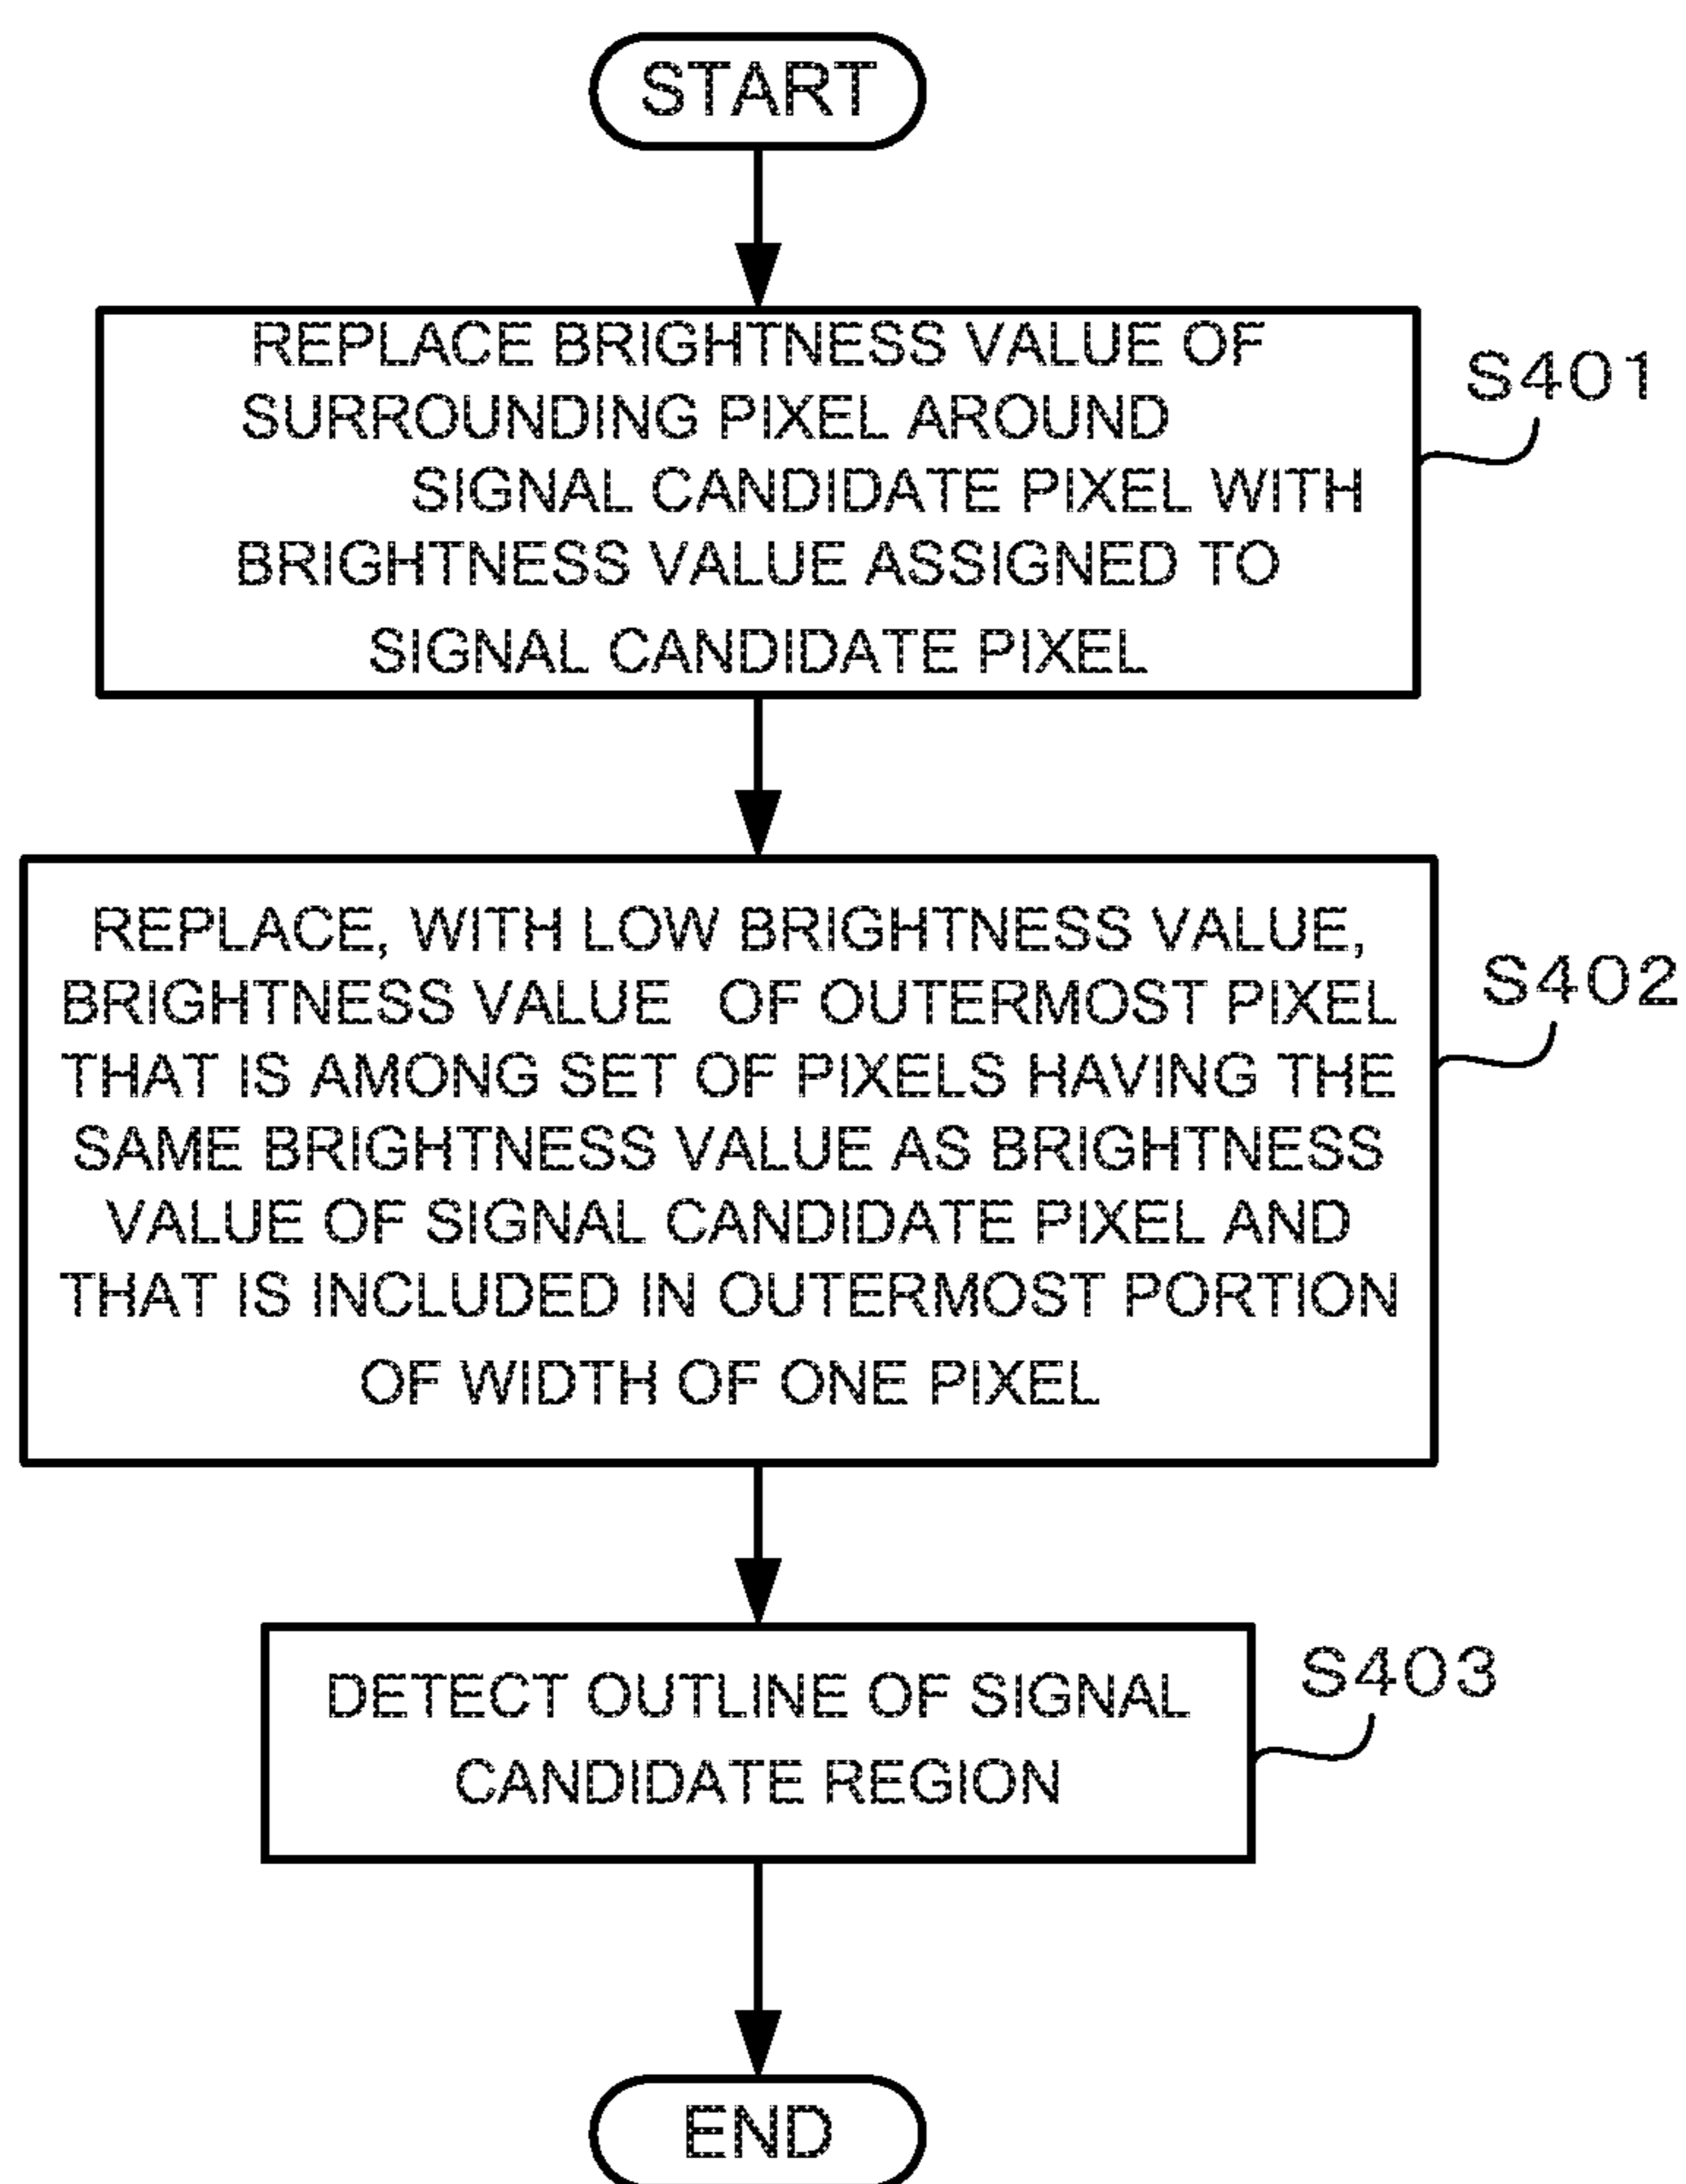 START
REPLACE BRIGHTNESS VALUE OF
SURROUNDING PIXEL AROUND
SIGNAL CANDIDATE PIXEL WITH
BRIGHTNESS VALUE ASSIGNED TO
SIGNAL CANDIDATE PIXEL
S401
REPLACE, WITH LOW BRIGHTNESS VALUE,
BRIGHTNESS VALUE OF OUTERMOST PIXEL
THAT IS AMONG SET OF PIXELS HAVING THE
SAME BRIGHTNESS VALUE AS BRIGHTNESS
VALUE OF SIGNAL CANDIDATE PIXEL AND
THAT IS INCLUDED IN OUTERMOST PORTION
OF WIDTH OF ONE PIXEL
S402
DETECT OUTLINE OF SIGNAL
CANDIDATE REGION
S403
END